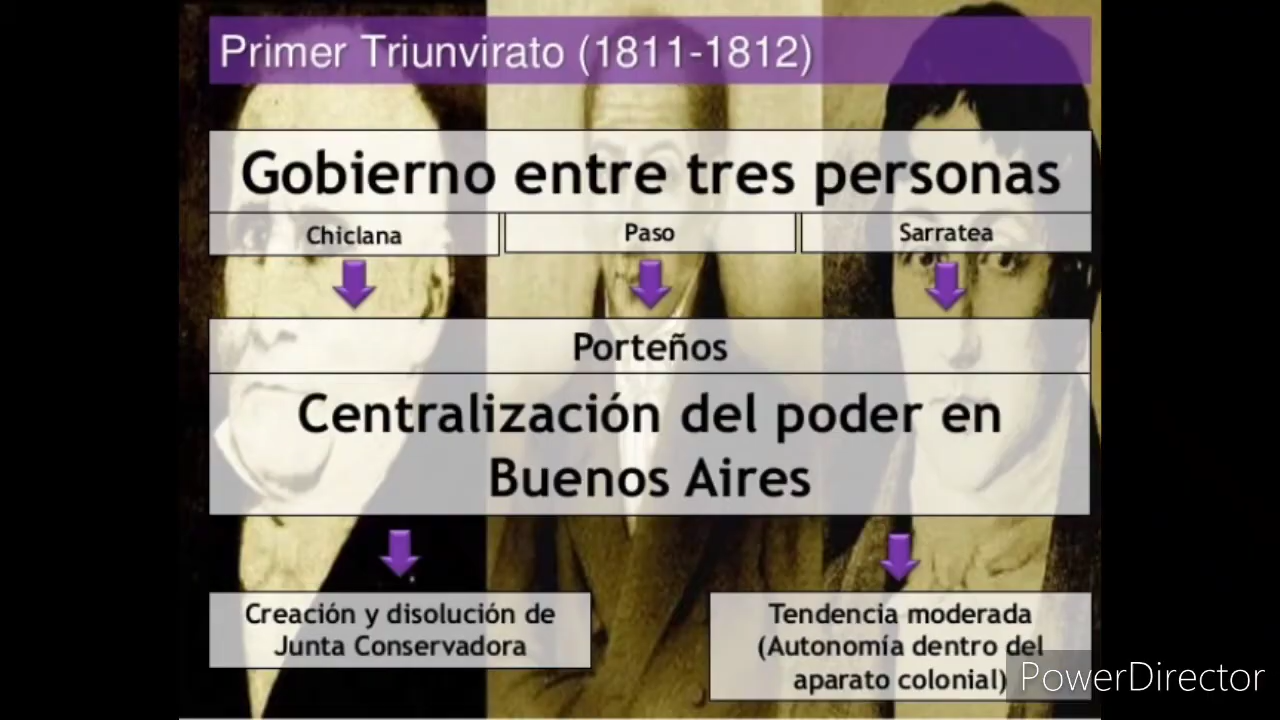 Primer Triunvirato (1811-1812)
Gobierno entre tres personas
Chiclana
Paso
Sarratea
Porteños
Centralización del poder en
Buenos Aires
Creación y disolución de
Junta Conservadora
Tendencia moderada
(Autonomía dentro del
aparato colonial)
PowerDirector